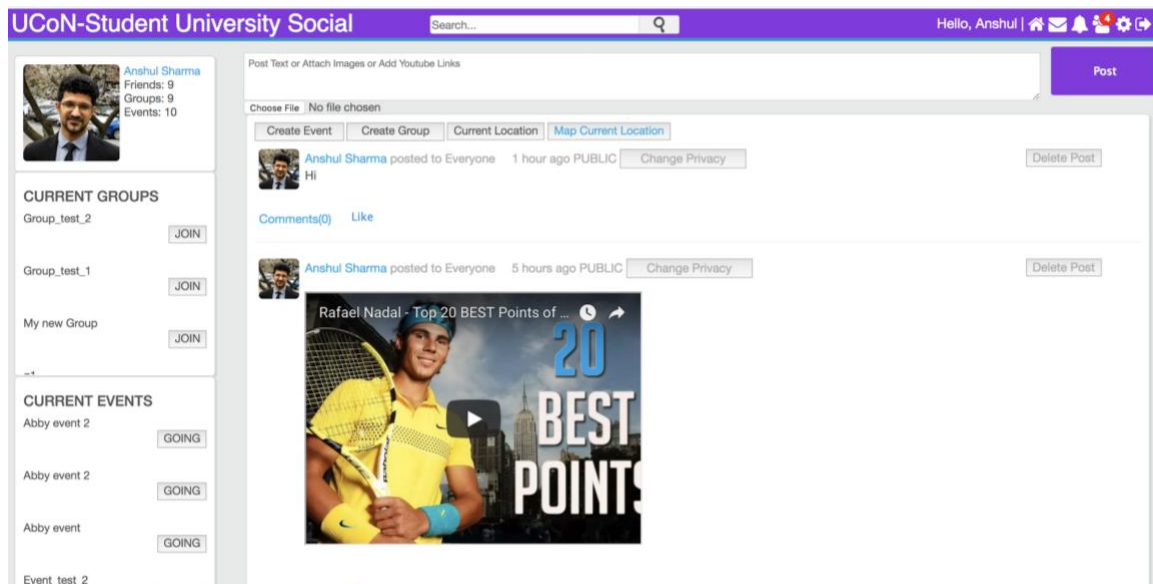 UCoN-Student University Social
Search...
Hello, Anshul |
4
Anshul Sharma
Friends: 9
Groups: 9
Events: 10
Post Text or Attach Images or Add Youtube Links
Post
Choose File No file chosen
Create Event Create Group Current Location Map Current Location
Anshul Sharma posted to Everyone 1 hour ago PUBLIC Change Privacy Delete Post
Hi
Comments(0) Like
Anshul Sharma posted to Everyone 5 hours ago PUBLIC Change Privacy Delete Post
Rafael Nadal - Top 20 BEST Points of ...
20
BEST
POINTS
CURRENT GROUPS
Group_test_2
JOIN
Group_test_1
JOIN
My new Group
JOIN
CURRENT EVENTS
Abby event 2
GOING
Abby event 2
GOING
Abby event
GOING
Event_test_2